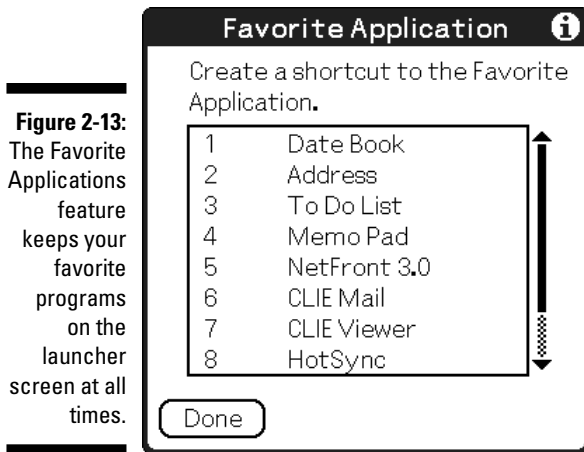 Favorite Application
Create a shortcut to the Favorite
Application.
1 Date Book
2 Address
3 To Do List
4 Memo Pad
5 NetFront 3.0
6 CLIE Mail
7 CLIE Viewer
8 HotSync
Done
Figure 2-13:
The Favorite
Applications
feature
keeps your
favorite
programs
on the
launcher
screen at all
times.